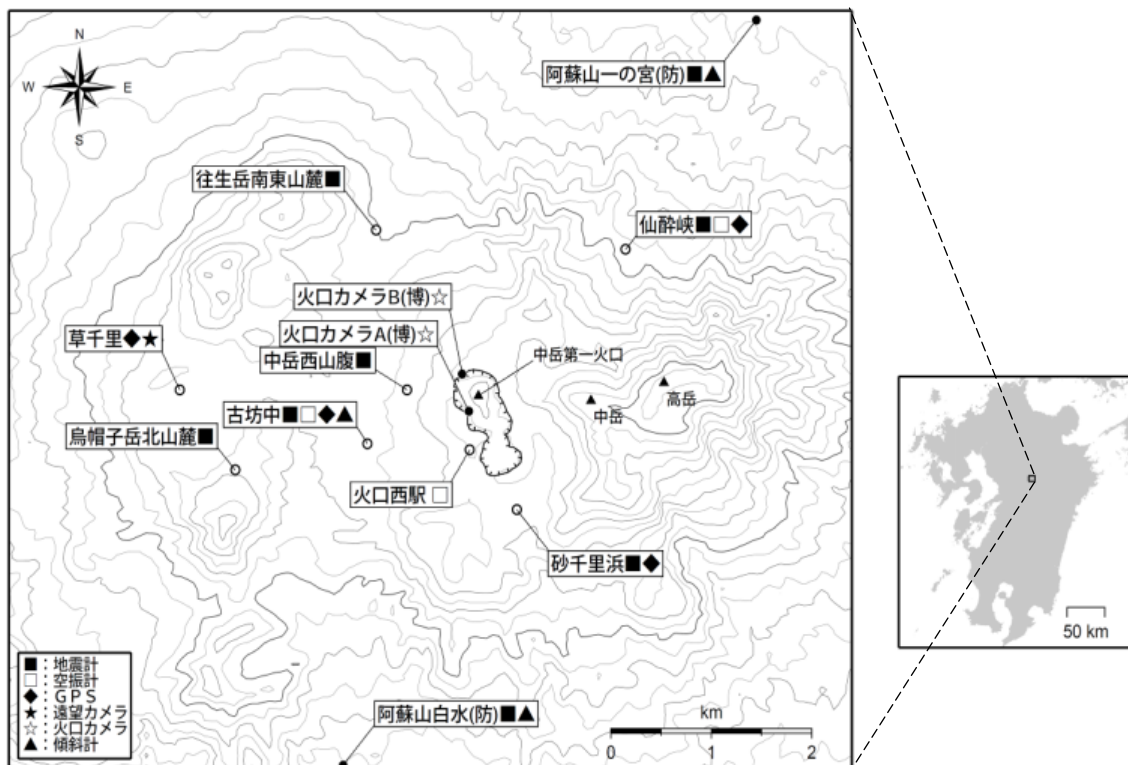 N
W E
S
阿蘇山一の宮(防)■▲
往生岳南東山麓■
仙酔峡■□◆
火口カメラB(博)☆
火口カメラA(博)☆
草千里◆★
中岳西山腹■
中岳第一火口
高岳
中岳
古坊中■□◆▲
烏帽子岳北山麓■
火口西駅 □
砂千里浜■◆
50 km
■:地震計
□:空振計
◆:GPS
★:遠望カメラ
☆:火口カメラ
▲:傾斜計
阿蘇山白水(防)■▲
km
0 1 2